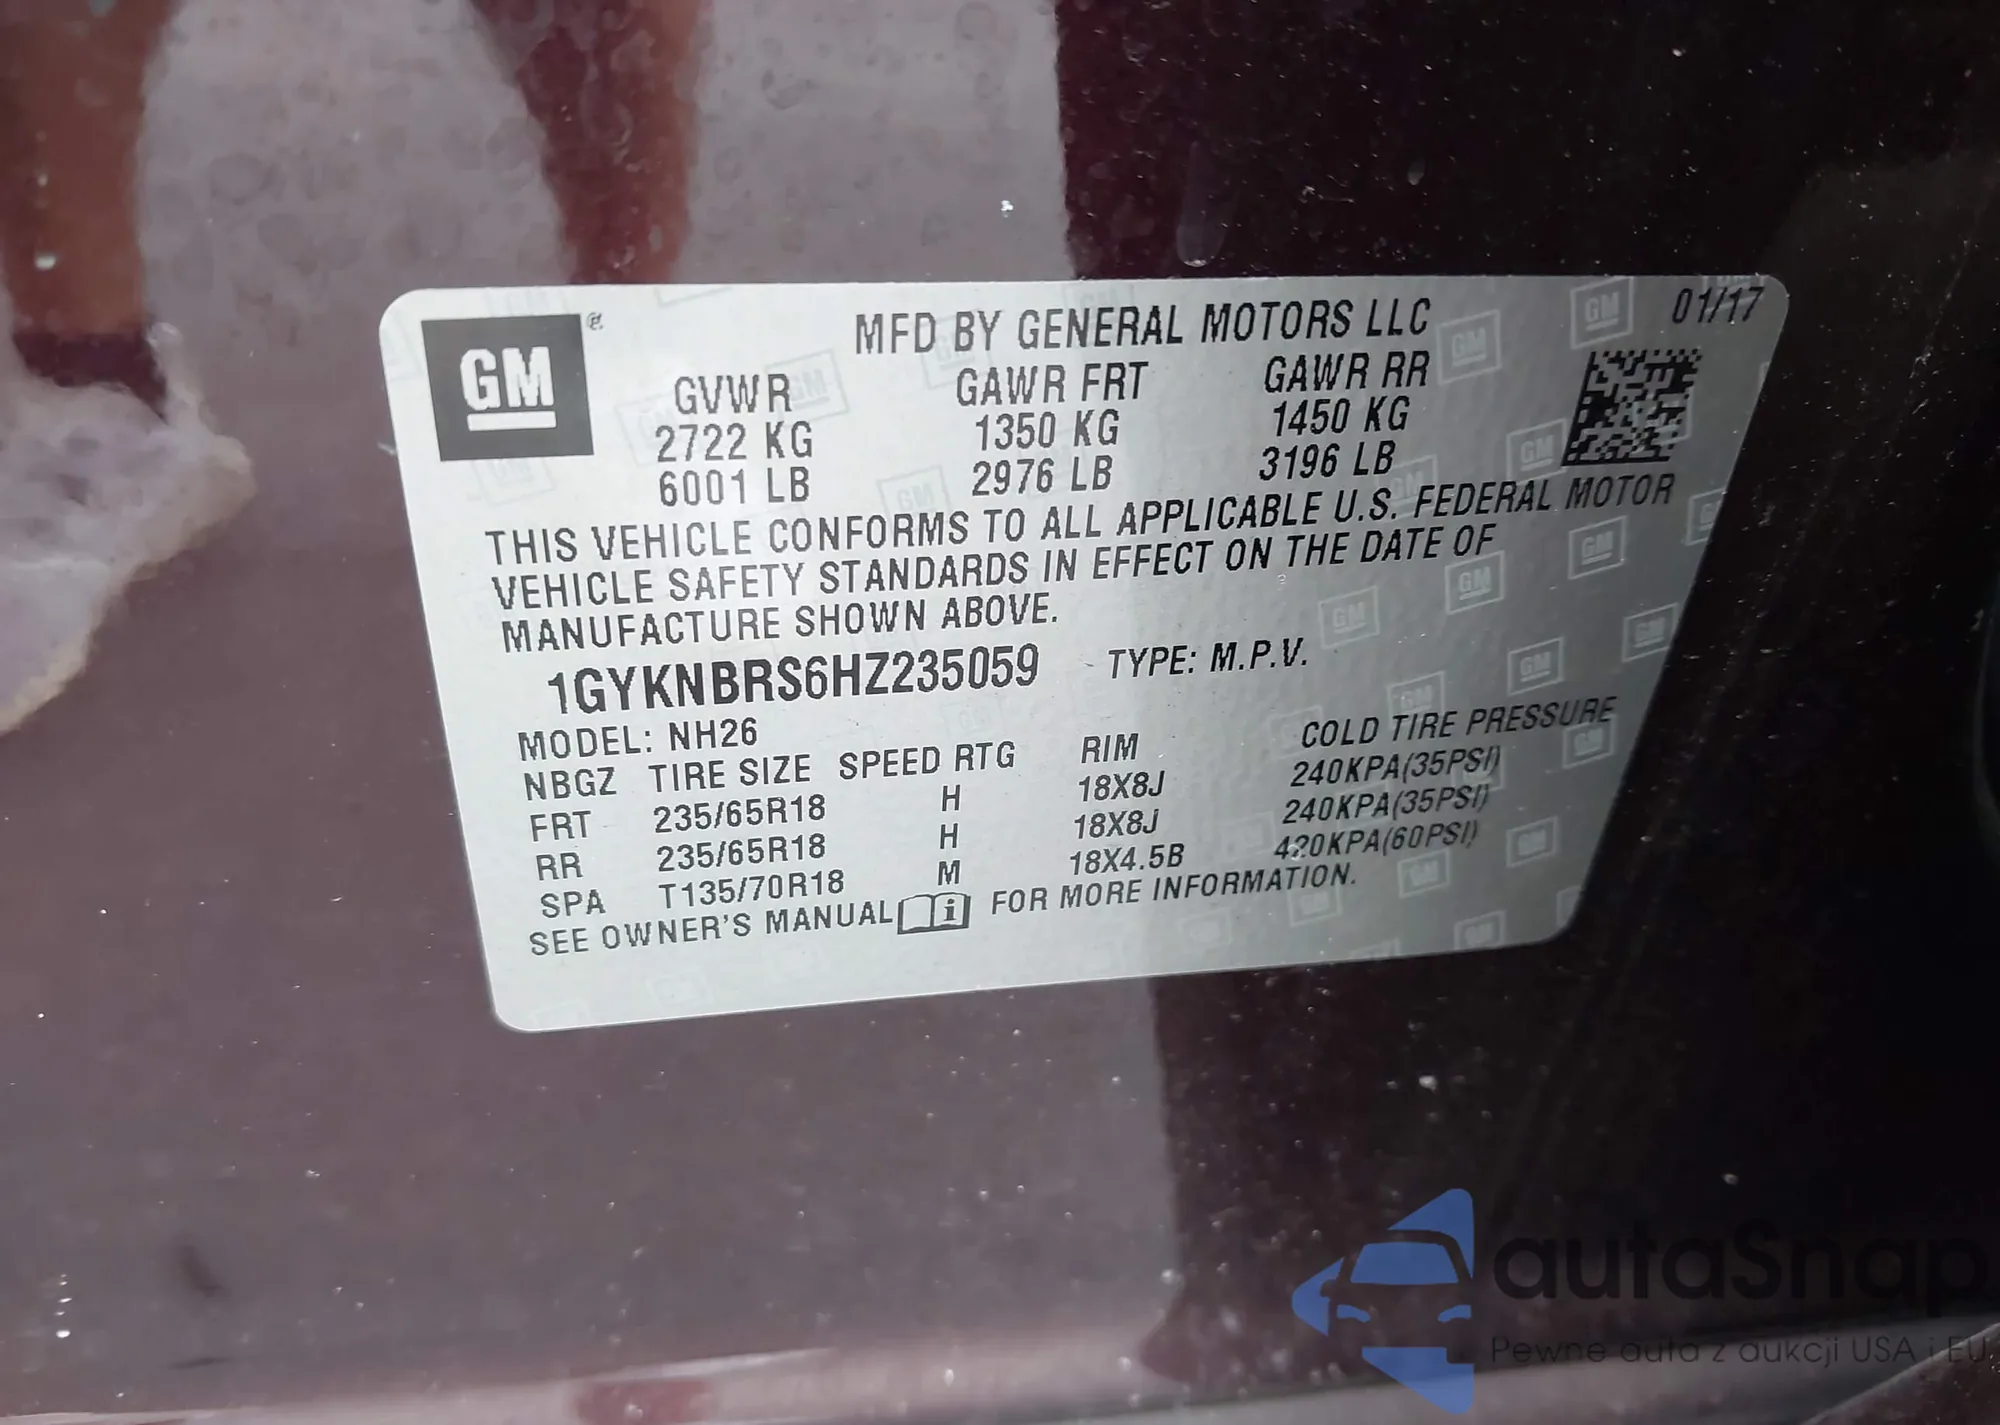 GM
MFD BY GENERAL MOTORS LLC 01/17
GVWR GAWR FRT GAWR RR
2722 KG 1350 KG 1450 KG
6001 LB 2976 LB 3196 LB
THIS VEHICLE CONFORMS TO ALL APPLICABLE U.S. FEDERAL MOTOR
VEHICLE SAFETY STANDARDS IN EFFECT ON THE DATE OF
MANUFACTURE SHOWN ABOVE.
1GYKNBRS6HZ235059 TYPE: M.P.V.
MODEL: NH26
NBGZ TIRE SIZE SPEED RTG RIM COLD TIRE PRESSURE
FRT 235/65R18 H 18X8J 240KPA(35PSI)
RR 235/65R18 H 18X8J 240KPA(35PSI)
SPA T135/70R18 M 18X4.5B 420KPA(60PSI)
SEE OWNER'S MANUAL i FOR MORE INFORMATION.
autaSnap
Pewne auta z aukcji USA i EU